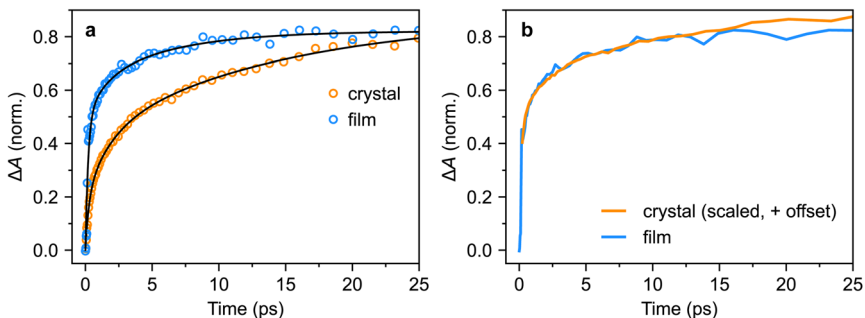 a
0.8
0.6
0.4
0.2
0.0
ΔA (norm.)
crystal
film
0
5
10
15
20
25
Time (ps)
b
0.8
0.6
0.4
0.2
0.0
ΔA (norm.)
crystal (scaled, + offset)
film
0
5
10
15
20
25
Time (ps)